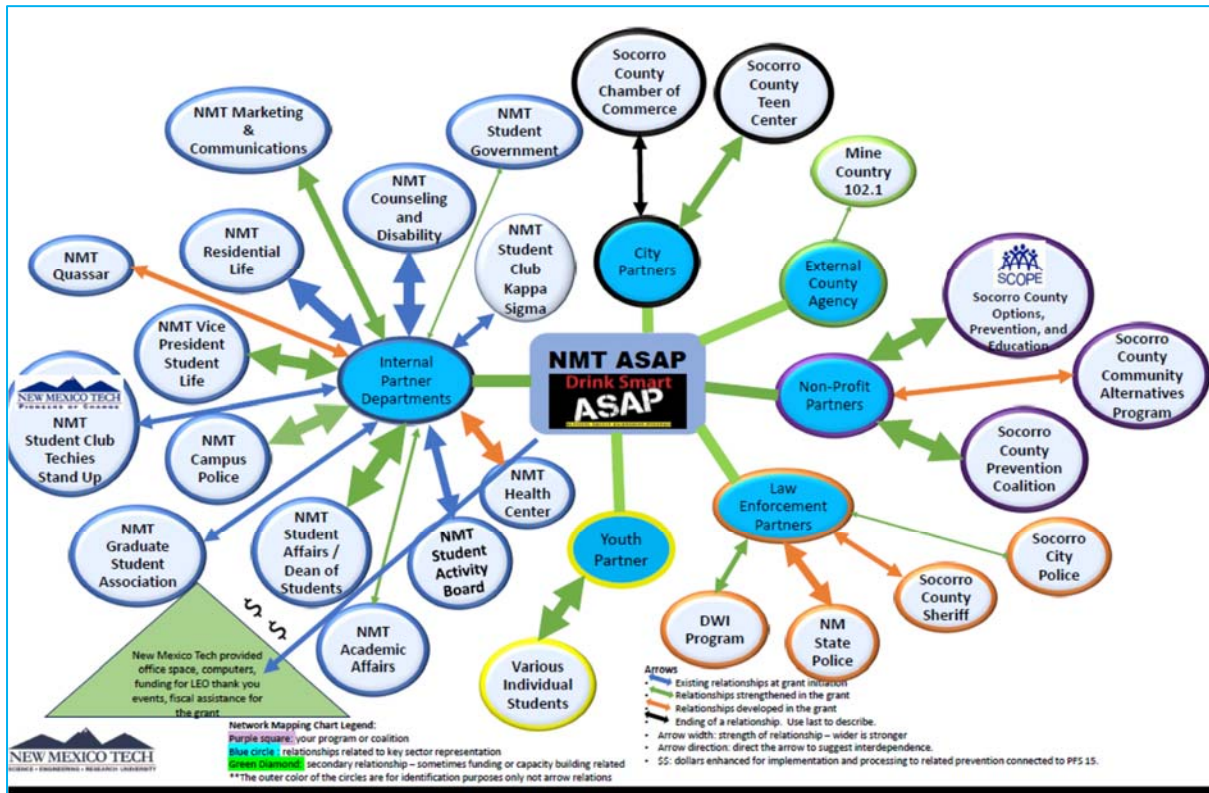 Socorro
County
Chamber of
Commerce
Socorro
County
Teen
Center
NMT Marketing
&
Communications
NMT
Student
Government
Mine
Country
102.1
NMT
Counseling
and
Disability
NMT
Residential
Life
NMT
Student
Club
Kappa
Sigma
City
Partners
External
County
Agency
SCOPE
Socorro County
Options,
Prevention, and
Education
NMT
Quassar
NMT Vice
President
Student
Life
Internal
Partner
Departments
NMT ASAP
Drink Smart
ASAP
Non-Profit
Partners
Socorro
County
Community
Alternatives
Program
NEW MEXICO TECH
PIONEERS OF CHANGE
NMT
Student Club
Techies
Stand Up
NMT
Campus
Police
NMT
Health
Center
Law
Enforcement
Partners
Socorro
County
Prevention
Coalition
NMT
Graduate
Student
Association
NMT
Student
Affairs /
Dean of
Students
NMT
Student
Activity
Board
Youth
Partner
Socorro
City
Police
Socorro
County
Sheriff
$
$
NMT
Academic
Affairs
Various
Individual
Students
DWI
Program
NM
State
Police
New Mexico Tech provided
office space, computers,
funding for LEO thank you
events, fiscal assistance for
the grant
NEW MEXICO TECH
SCIENCE • ENGINEERING • RESEARCH UNIVERSITY
Network Mapping Chart Legend:
Purple square: your program or coalition
Blue circle : relationships related to key sector representation
Green Diamond: secondary relationship – sometimes funding or capacity building related
**The outer color of the circles are for identification purposes only not arrow relations
Arrows
• Existing relationships at grant initiation
• Relationships strengthened in the grant
• Relationships developed in the grant
• Ending of a relationship. Use last to describe.
• Arrow width: strength of relationship – wider is stronger
• Arrow direction: direct the arrow to suggest interdependence.
• $$: dollars enhanced for implementation and processing to related prevention connected to PFS 15.